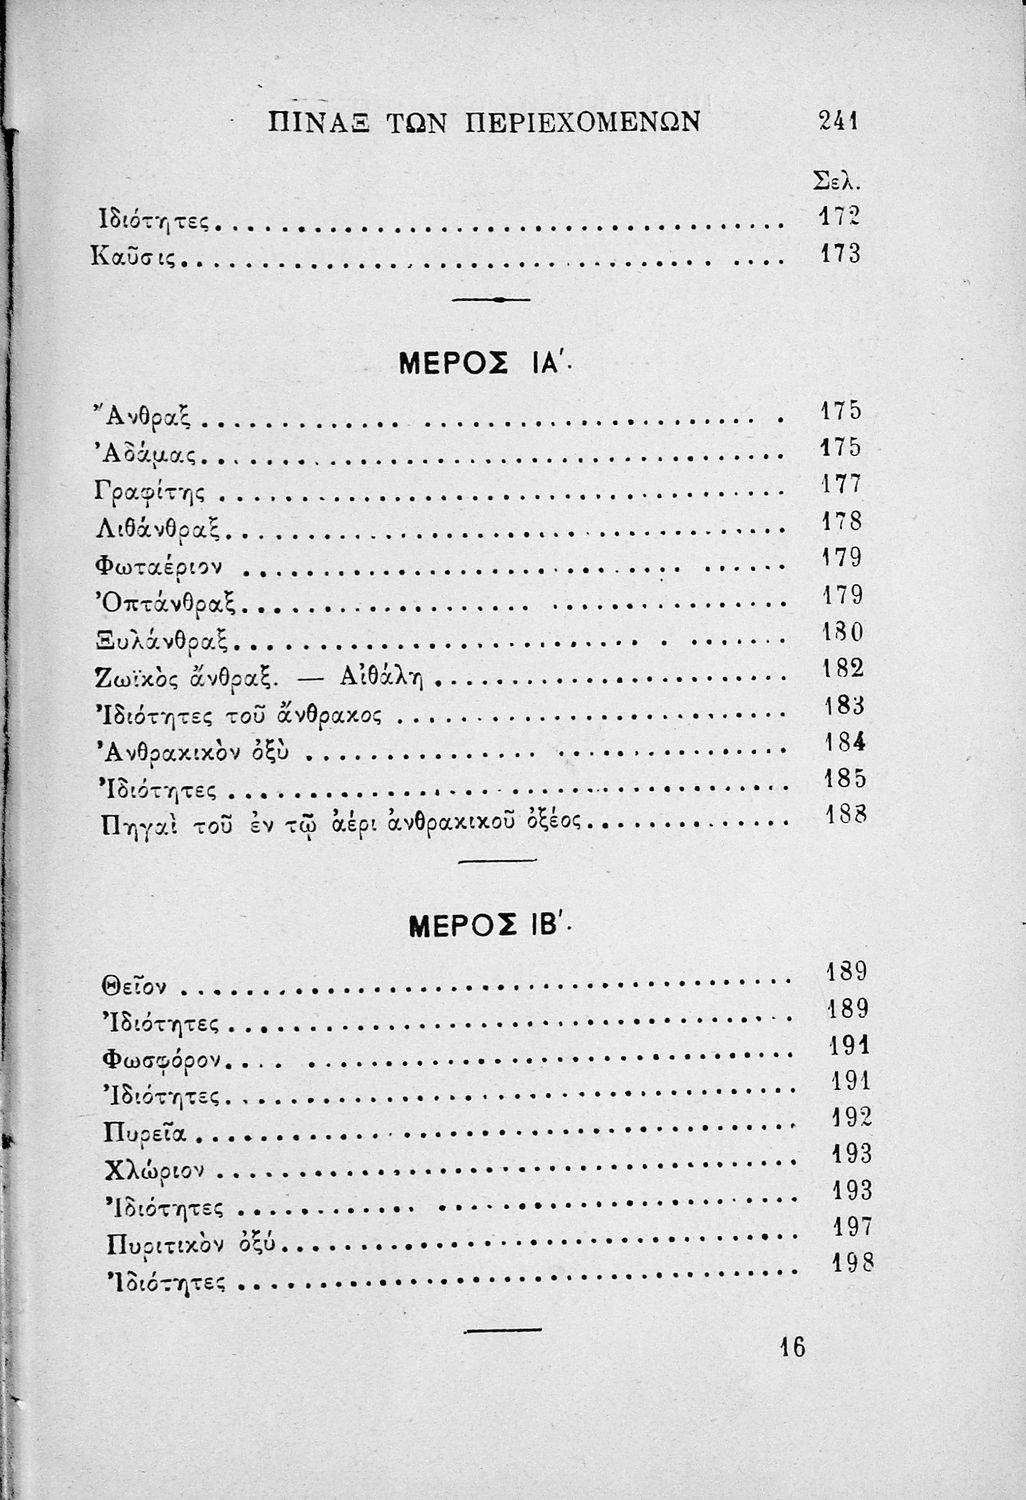 ΠΙΝΑΞ ΤΩΝ ΠΕΡΙΕΧΟΜΕΝΩΝ 241
Σελ.
Ιδιότητες 172
Καῦσις 173
ΜΕΡΟΣ ΙΑ΄.
Ἄνθραξ 175
Ἀδάμας 175
Γραφίτης 177
Λιθάνθραξ 178
Φωταέριον 179
Ὀπτάνθραξ 179
Ξυλάνθραξ 180
Ζωϊκὸς ἄνθραξ. — Αἰθάλη 182
Ἰδιότητες τοῦ ἄνθρακος 183
Ἀνθρακικὸν ὀξὺ 184
Ἰδιότητες 185
Πηγαὶ τοῦ ἐν τῷ ἀέρι ἀνθρακικοῦ ὀξέος 188
ΜΕΡΟΣ ΙΒ΄.
Θεῖον 189
Ἰδιότητες 189
Φωσφόρον 191
Ἰδιότητες 191
Πυρεῖα 192
Χλώριον 193
Ἰδιότητες 193
Πυριτικὸν ὀξύ 197
Ἰδιότητες 198
16